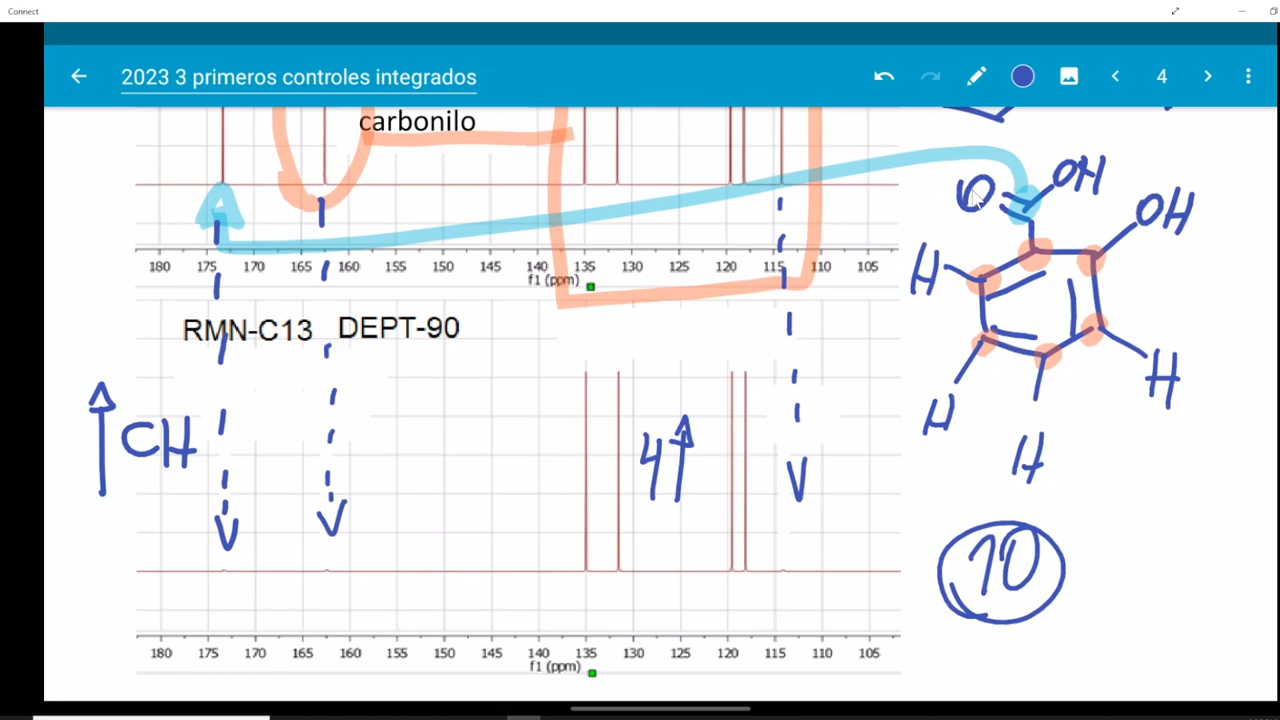 Connect
2023 3 primeros controles integrados
4
carbonilo
180 175 170 165 160 155 150 145 140 135 130 125 120 115 110 105
f1 (ppm)
RMN-C13 DEPT-90
CH
4
180 175 170 165 160 155 150 145 140 135 130 125 120 115 110 105
f1 (ppm)
O OH
OH
H
H
H
H
10